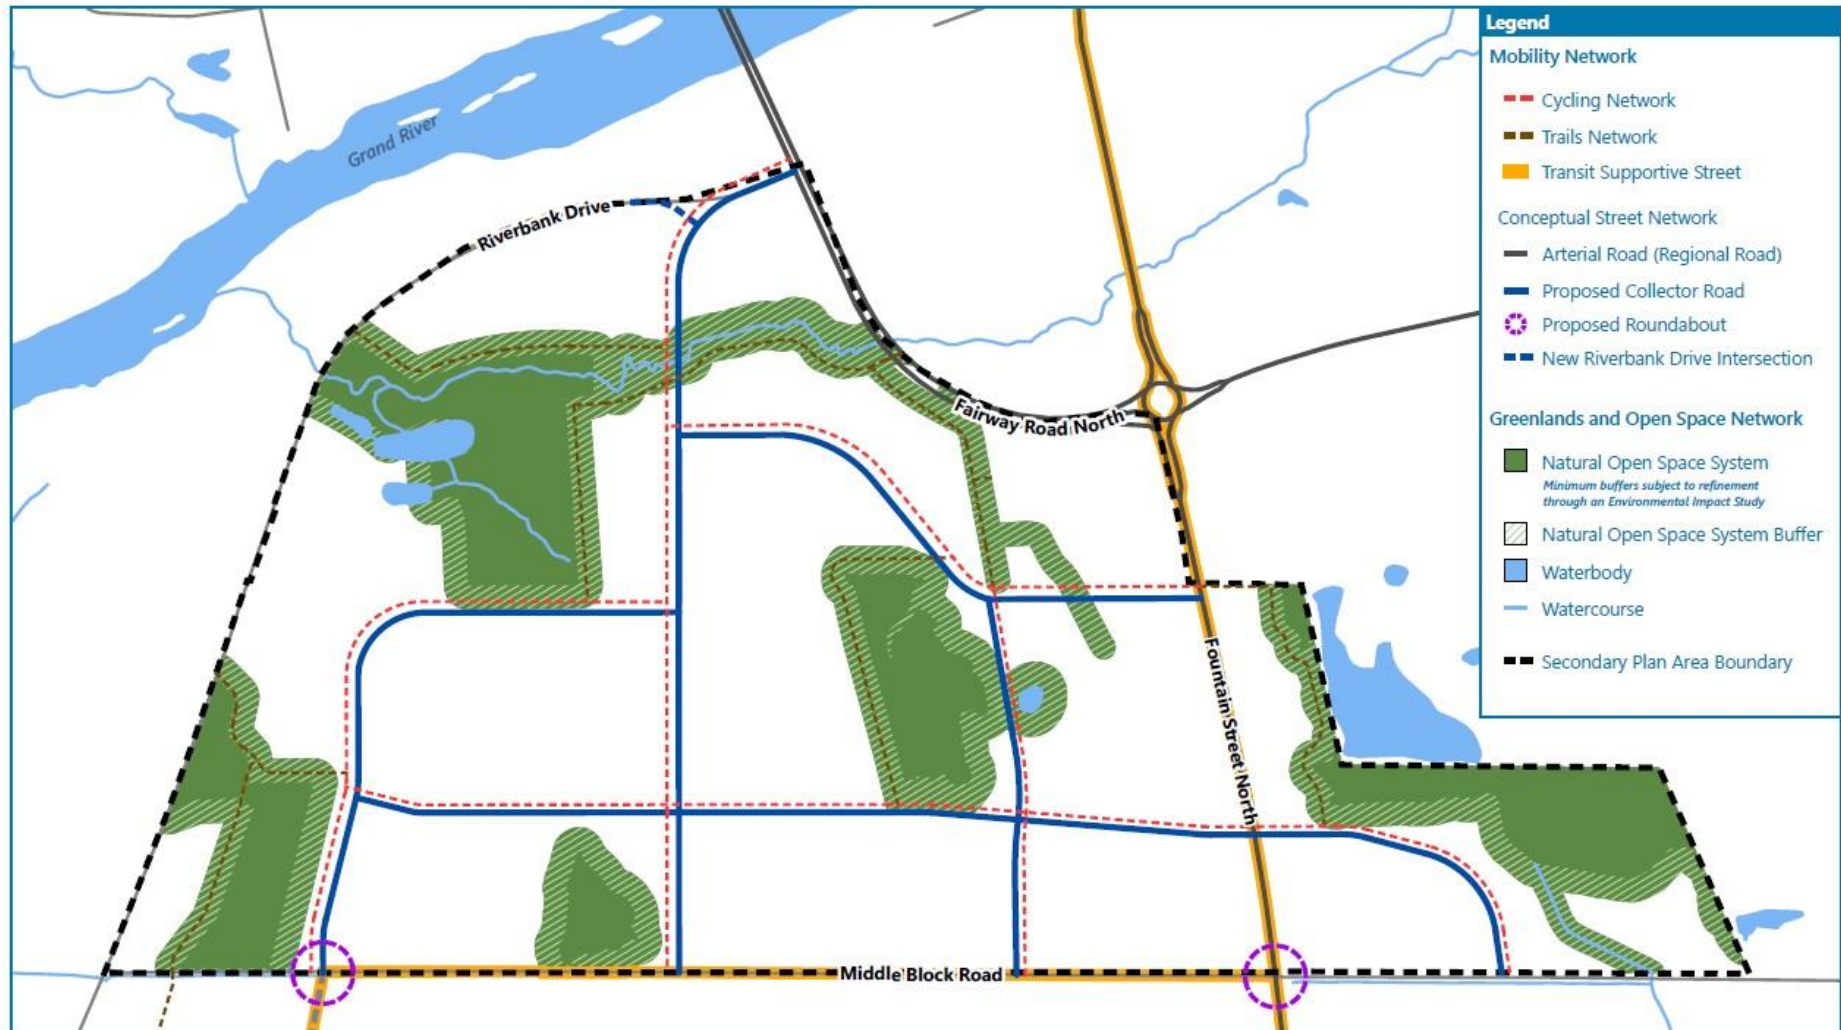 Grand River
Riverbank Drive
Fairway Road North
Fountain Street North
Middle Block Road
Legend
Mobility Network
Cycling Network
Trails Network
Transit Supportive Street
Conceptual Street Network
Arterial Road (Regional Road)
Proposed Collector Road
Proposed Roundabout
New Riverbank Drive Intersection
Greenlands and Open Space Network
Natural Open Space System
Minimum buffers subject to refinement
through an Environmental Impact Study
Natural Open Space System Buffer
Waterbody
Watercourse
Secondary Plan Area Boundary